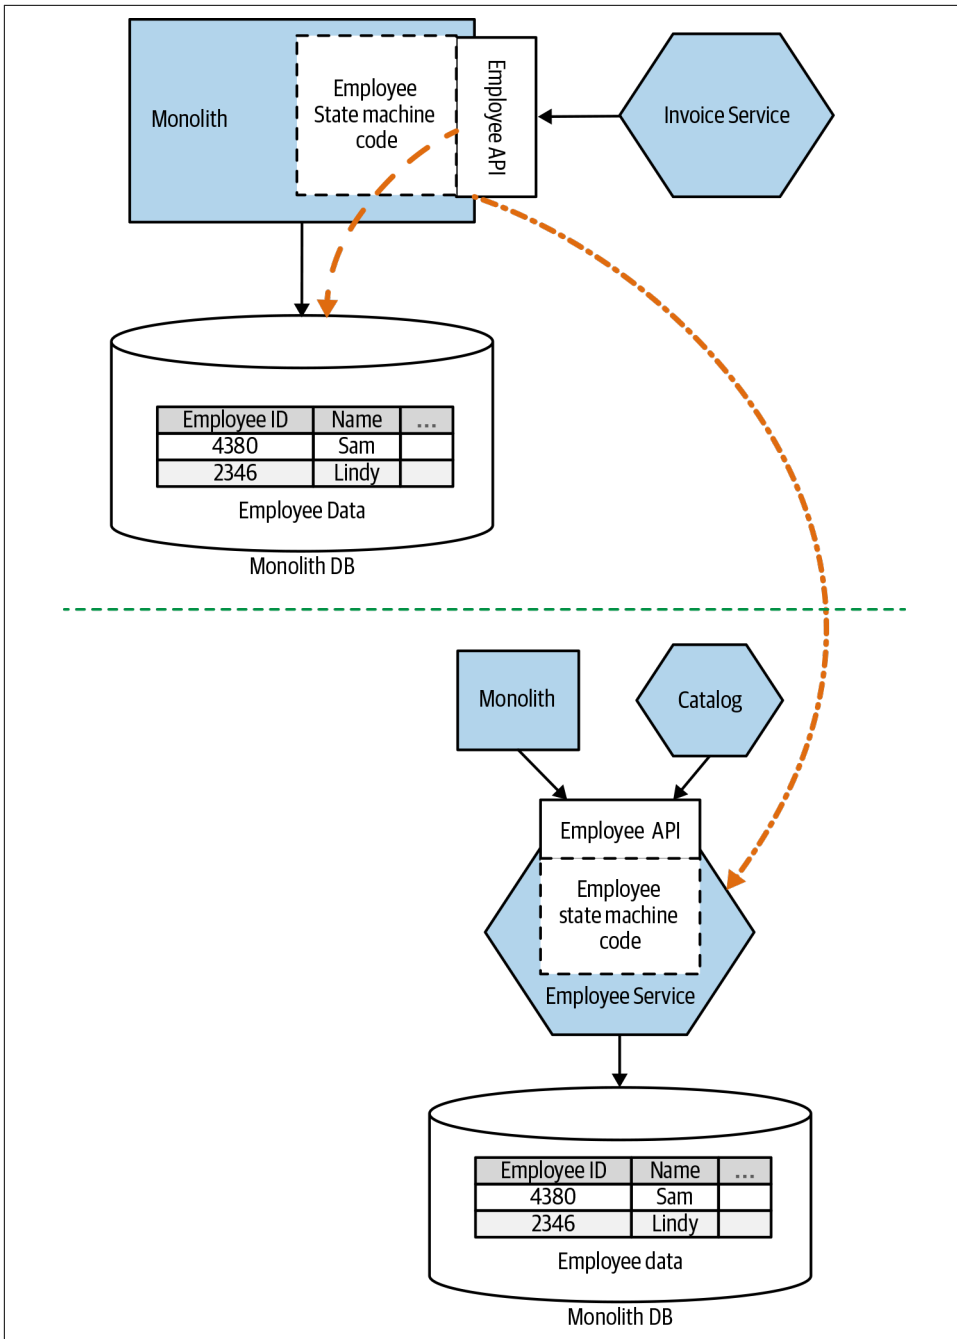 Monolith
Employee
State machine
code
Employee API
Invoice Service
Employee ID Name ...
4380 Sam
2346 Lindy
Employee Data
Monolith DB
Monolith
Catalog
Employee API
Employee
state machine
code
Employee Service
Employee ID Name ...
4380 Sam
2346 Lindy
Employee data
Monolith DB